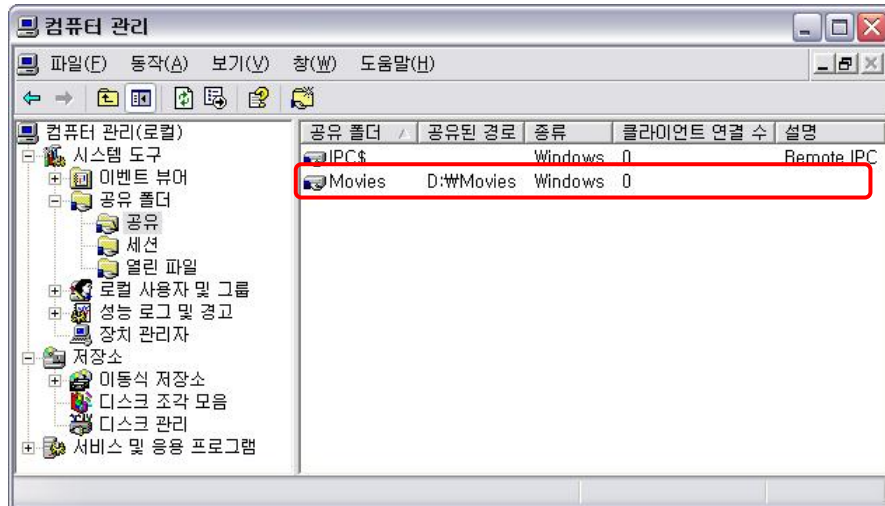 컴퓨터 관리
파일(F) 동작(A) 보기(V) 창(W) 도움말(H)
컴퓨터 관리(로컬)
시스템 도구
이벤트 뷰어
공유 폴더
공유
세션
열린 파일
로컬 사용자 및 그룹
성능 로그 및 경고
장치 관리자
저장소
이동식 저장소
디스크 조각 모음
디스크 관리
서비스 및 응용 프로그램
공유 폴더 공유된 경로 종류 클라이언트 연결 수 설명
IPC$ Windows 0 Remote IPC
Movies D:₩Movies Windows 0